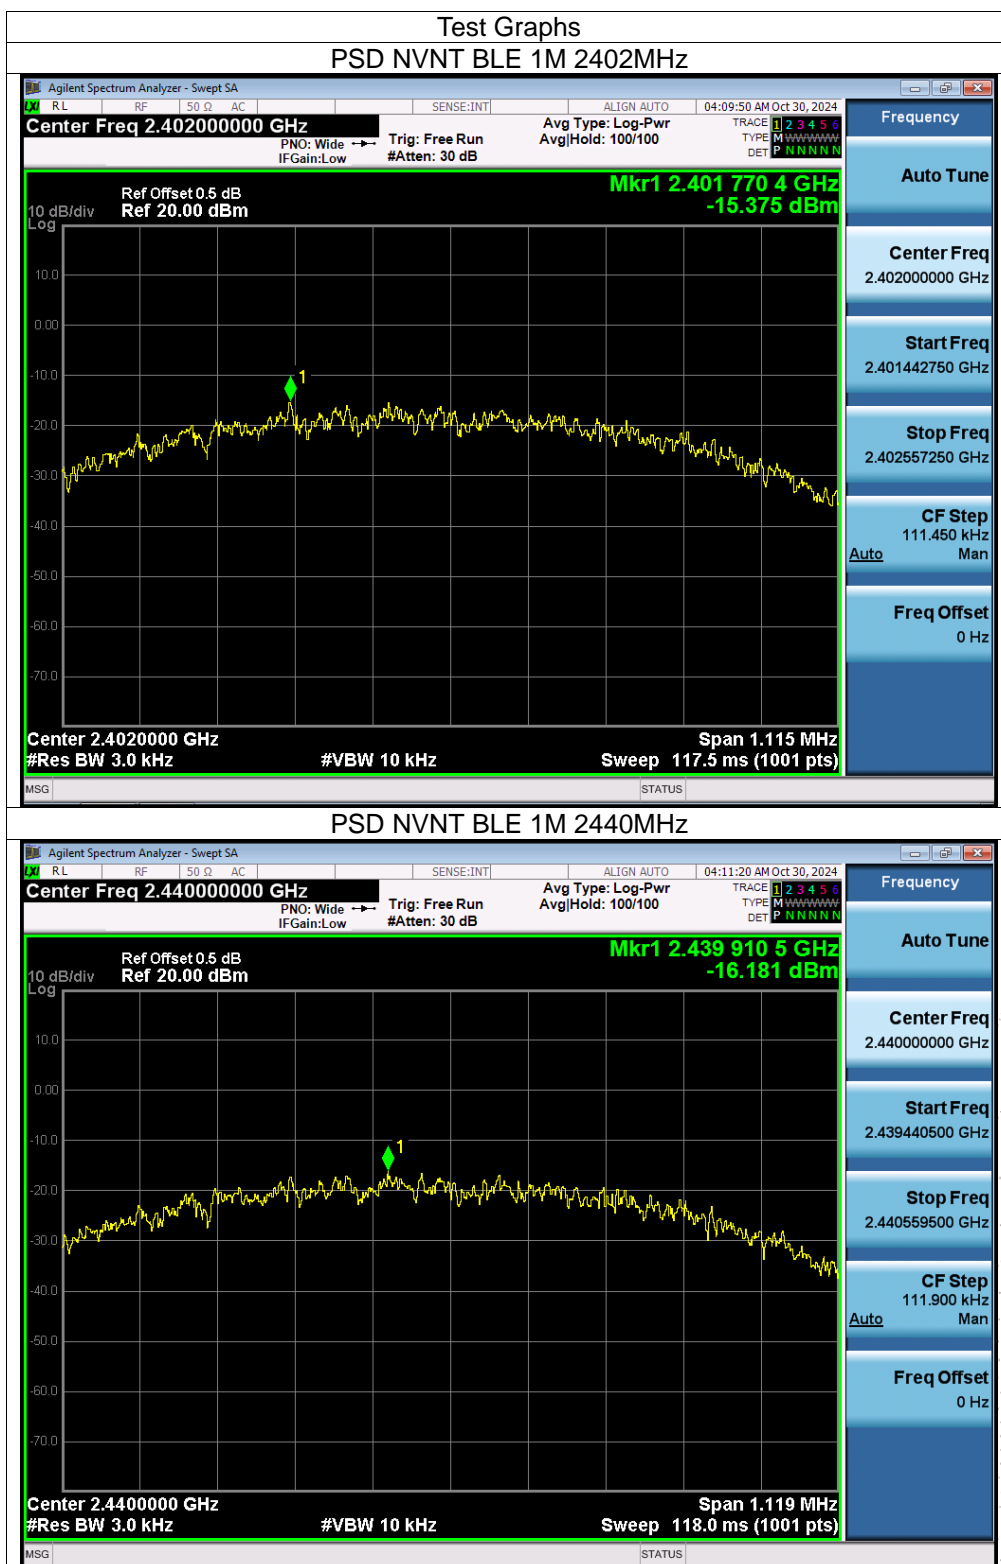 Test Graphs
PSD NVNT BLE 1M 2402MHz
Agilent Spectrum Analyzer - Swept SA
LXI RL RF 50 Ω AC SENSE:INT ALIGN AUTO 04:09:50 AM Oct 30, 2024
Center Freq 2.402000000 GHz
PNO: Wide
IFGain:Low
Trig: Free Run
#Atten: 30 dB
Avg Type: Log-Pwr
Avg|Hold: 100/100
TRACE 1 2 3 4 5 6
TYPE M WWWWW
DET P N N N N N
Frequency
Mkr1 2.401 770 4 GHz
-15.375 dBm
Ref Offset 0.5 dB
10 dB/div Ref 20.00 dBm
Log
10.0
0.00
-10.0
-20.0
-30.0
-40.0
-50.0
-60.0
-70.0
1
Center 2.4020000 GHz Span 1.115 MHz
#Res BW 3.0 kHz #VBW 10 kHz Sweep 117.5 ms (1001 pts)
Auto Tune
Center Freq
2.402000000 GHz
Start Freq
2.401442750 GHz
Stop Freq
2.402557250 GHz
CF Step
111.450 kHz
Auto Man
Freq Offset
0 Hz
MSG STATUS
PSD NVNT BLE 1M 2440MHz
Agilent Spectrum Analyzer - Swept SA
LXI RL RF 50 Ω AC SENSE:INT ALIGN AUTO 04:11:20 AM Oct 30, 2024
Center Freq 2.440000000 GHz
PNO: Wide
IFGain:Low
Trig: Free Run
#Atten: 30 dB
Avg Type: Log-Pwr
Avg|Hold: 100/100
TRACE 1 2 3 4 5 6
TYPE M WWWWW
DET P N N N N N
Frequency
Mkr1 2.439 910 5 GHz
-16.181 dBm
Ref Offset 0.5 dB
10 dB/div Ref 20.00 dBm
Log
10.0
0.00
-10.0
-20.0
-30.0
-40.0
-50.0
-60.0
-70.0
1
Center 2.4400000 GHz Span 1.119 MHz
#Res BW 3.0 kHz #VBW 10 kHz Sweep 118.0 ms (1001 pts)
Auto Tune
Center Freq
2.440000000 GHz
Start Freq
2.439440500 GHz
Stop Freq
2.440559500 GHz
CF Step
111.900 kHz
Auto Man
Freq Offset
0 Hz
MSG STATUS